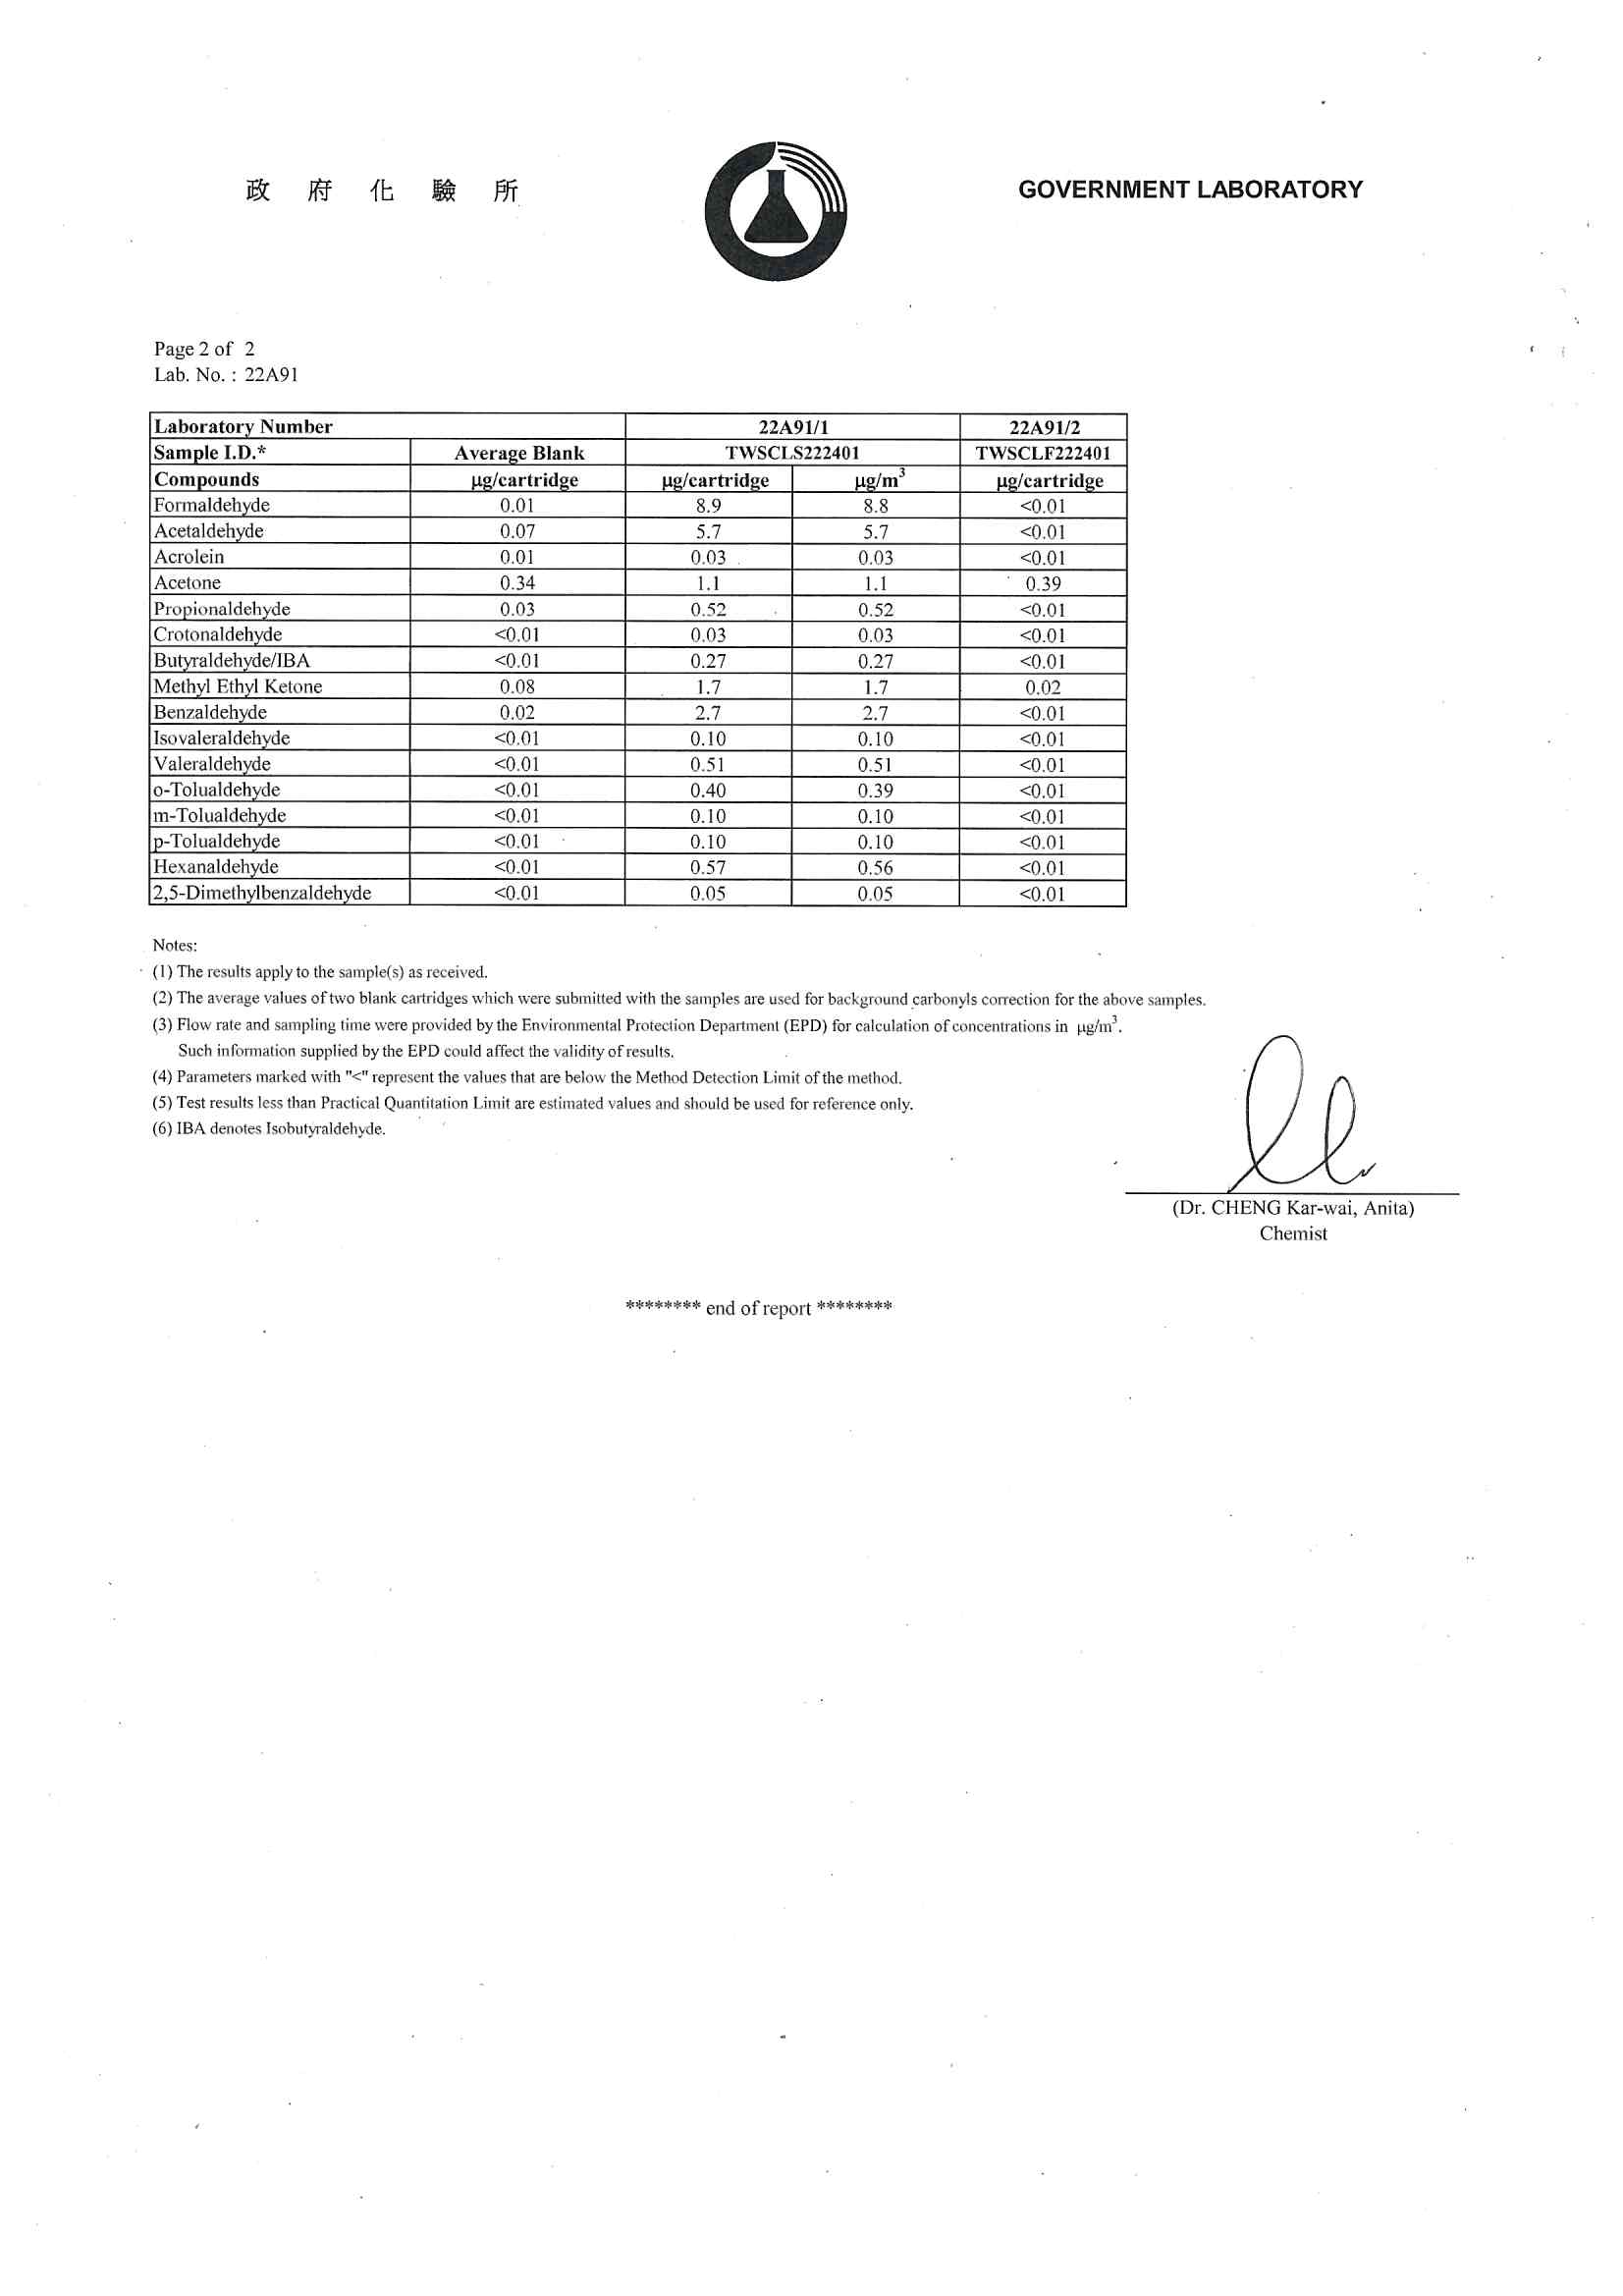 政府化驗所
GOVERNMENT LABORATORY
Page 2 of 2
Lab. No. : 22A91
Laboratory Number 22A91/1 22A91/2
Sample I.D.* Average Blank TWSCLS222401 TWSCLF222401
Compounds µg/cartridge µg/cartridge µg/m³ µg/cartridge
Formaldehyde 0.01 8.9 8.8 <0.01
Acetaldehyde 0.07 5.7 5.7 <0.01
Acrolein 0.01 0.03 0.03 <0.01
Acetone 0.34 1.1 1.1 0.39
Propionaldehyde 0.03 0.52 0.52 <0.01
Crotonaldehyde <0.01 0.03 0.03 <0.01
Butyraldehyde/IBA <0.01 0.27 0.27 <0.01
Methyl Ethyl Ketone 0.08 1.7 1.7 0.02
Benzaldehyde 0.02 2.7 2.7 <0.01
Isovaleraldehyde <0.01 0.10 0.10 <0.01
Valeraldehyde <0.01 0.51 0.51 <0.01
o-Tolualdehyde <0.01 0.40 0.39 <0.01
m-Tolualdehyde <0.01 0.10 0.10 <0.01
p-Tolualdehyde <0.01 0.10 0.10 <0.01
Hexanaldehyde <0.01 0.57 0.56 <0.01
2,5-Dimethylbenzaldehyde <0.01 0.05 0.05 <0.01
Notes:
(1) The results apply to the sample(s) as received.
(2) The average values of two blank cartridges which were submitted with the samples are used for background carbonyls correction for the above samples.
(3) Flow rate and sampling time were provided by the Environmental Protection Department (EPD) for calculation of concentrations in µg/m³.
Such information supplied by the EPD could affect the validity of results.
(4) Parameters marked with "<" represent the values that are below the Method Detection Limit of the method.
(5) Test results less than Practical Quantitation Limit are estimated values and should be used for reference only.
(6) IBA denotes Isobutyraldehyde.
(Dr. CHENG Kar-wai, Anita)
Chemist
******** end of report ********